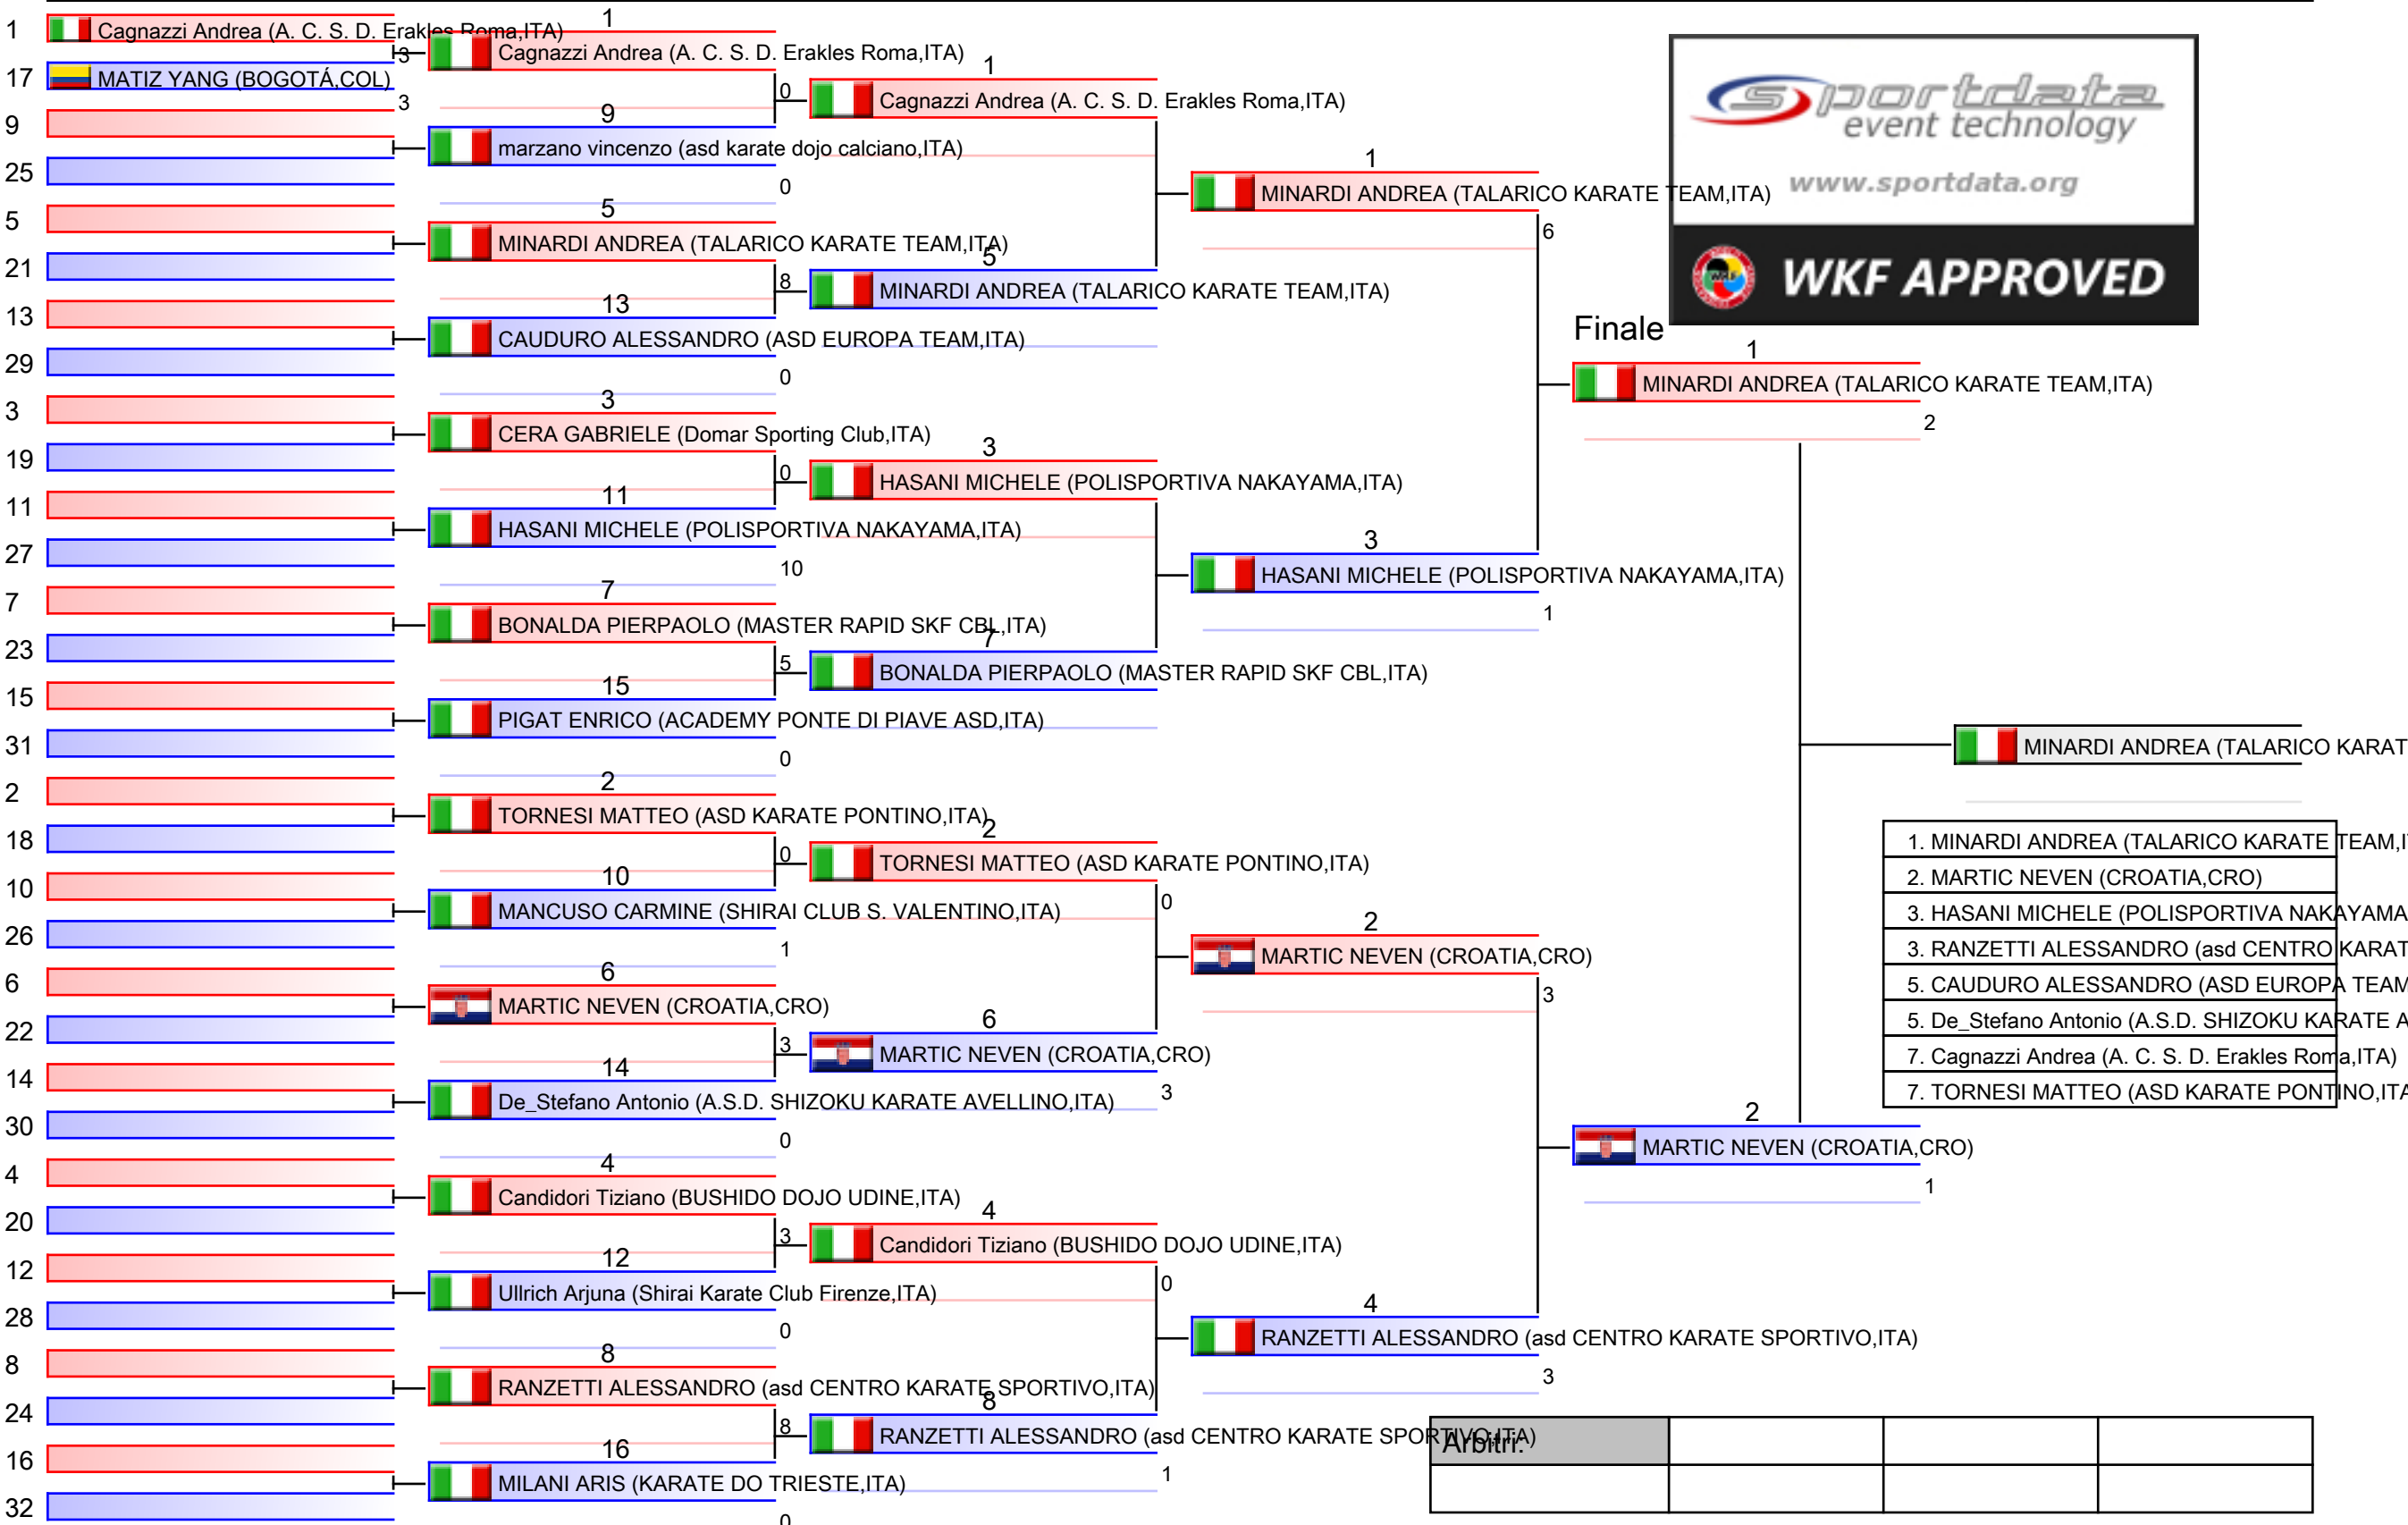 1 Cagnazzi Andrea (A. C. S. D. Erakles Roma,ITA)
3
17 MATIZ YANG (BOGOTÁ,COL)
3
9
25
5
21
13
29
3
19
11
27
7
23
15
31
2
18
10
26
6
22
14
30
4
20
12
28
8
24
16
32
1
Cagnazzi Andrea (A. C. S. D. Erakles Roma,ITA)
0
9
marzano vincenzo (asd karate dojo calciano,ITA)
0
5
MINARDI ANDREA (TALARICO KARATE TEAM,ITA)
8
13
CAUDURO ALESSANDRO (ASD EUROPA TEAM,ITA)
0
3
CERA GABRIELE (Domar Sporting Club,ITA)
0
11
HASANI MICHELE (POLISPORTIVA NAKAYAMA,ITA)
10
7
BONALDA PIERPAOLO (MASTER RAPID SKF CBL,ITA)
5
15
PIGAT ENRICO (ACADEMY PONTE DI PIAVE ASD,ITA)
0
2
TORNESI MATTEO (ASD KARATE PONTINO,ITA)
0
10
MANCUSO CARMINE (SHIRAI CLUB S. VALENTINO,ITA)
1
6
MARTIC NEVEN (CROATIA,CRO)
3
14
De_Stefano Antonio (A.S.D. SHIZOKU KARATE AVELLINO,ITA)
0
4
Candidori Tiziano (BUSHIDO DOJO UDINE,ITA)
3
12
Ullrich Arjuna (Shirai Karate Club Firenze,ITA)
0
8
RANZETTI ALESSANDRO (asd CENTRO KARATE SPORTIVO,ITA)
8
16
MILANI ARIS (KARATE DO TRIESTE,ITA)
0
1
Cagnazzi Andrea (A. C. S. D. Erakles Roma,ITA)
5
MINARDI ANDREA (TALARICO KARATE TEAM,ITA)
3
HASANI MICHELE (POLISPORTIVA NAKAYAMA,ITA)
7
BONALDA PIERPAOLO (MASTER RAPID SKF CBL,ITA)
2
TORNESI MATTEO (ASD KARATE PONTINO,ITA)
0
6
MARTIC NEVEN (CROATIA,CRO)
3
4
Candidori Tiziano (BUSHIDO DOJO UDINE,ITA)
0
8
RANZETTI ALESSANDRO (asd CENTRO KARATE SPORTIVO,ITA)
1
1
MINARDI ANDREA (TALARICO KARATE TEAM,ITA)
6
3
HASANI MICHELE (POLISPORTIVA NAKAYAMA,ITA)
1
2
MARTIC NEVEN (CROATIA,CRO)
3
4
RANZETTI ALESSANDRO (asd CENTRO KARATE SPORTIVO,ITA)
3
sportdata
event technology
www.sportdata.org
WKF APPROVED
Finale
1
MINARDI ANDREA (TALARICO KARATE TEAM,ITA)
2
2
MARTIC NEVEN (CROATIA,CRO)
1
MINARDI ANDREA (TALARICO KARAT
1. MINARDI ANDREA (TALARICO KARATE TEAM,I
2. MARTIC NEVEN (CROATIA,CRO)
3. HASANI MICHELE (POLISPORTIVA NAKAYAMA
3. RANZETTI ALESSANDRO (asd CENTRO KARAT
5. CAUDURO ALESSANDRO (ASD EUROPA TEAM
5. De_Stefano Antonio (A.S.D. SHIZOKU KARATE A
7. Cagnazzi Andrea (A. C. S. D. Erakles Roma,ITA)
7. TORNESI MATTEO (ASD KARATE PONTINO,ITA
Arbitri: